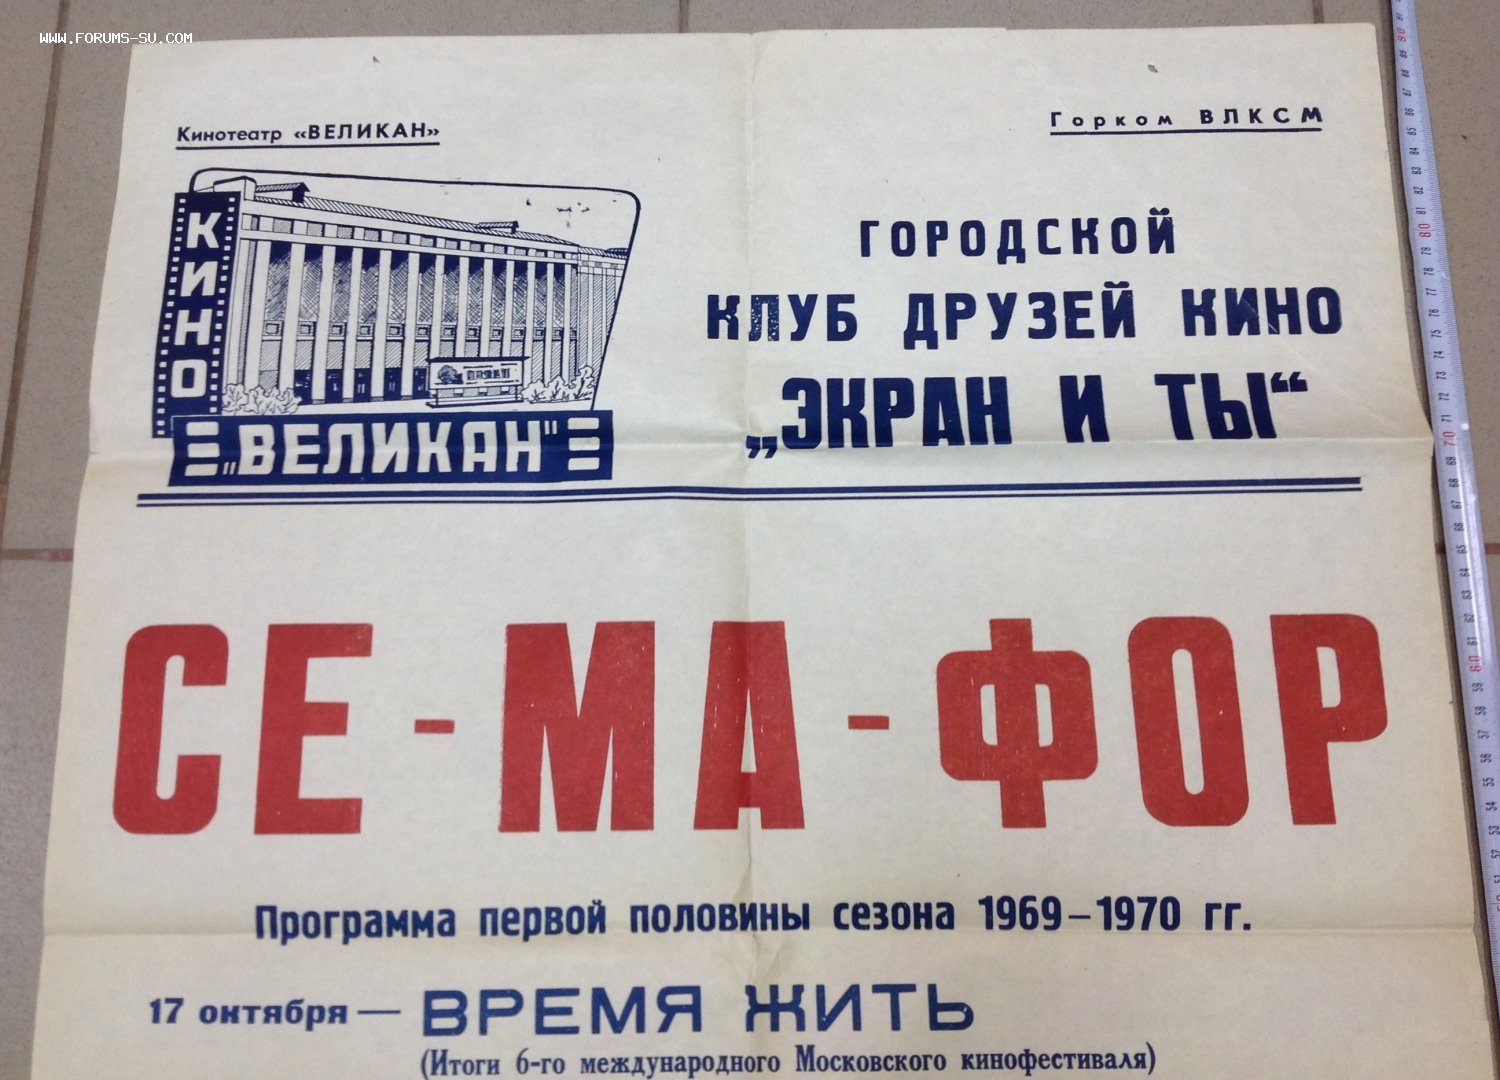 WWW.FORUMS-SU.COM
Кинотеатр «ВЕЛИКАН»
Горком ВЛКСМ
КИНО
„ВЕЛИКАН"
ГОРОДСКОЙ
КЛУБ ДРУЗЕЙ КИНО
„ЭКРАН И ТЫ“
СЕ-МА-ФОР
Программа первой половины сезона 1969–1970 гг.
17 октября — ВРЕМЯ ЖИТЬ
(Итоги 6-го международного Московского кинофестиваля)